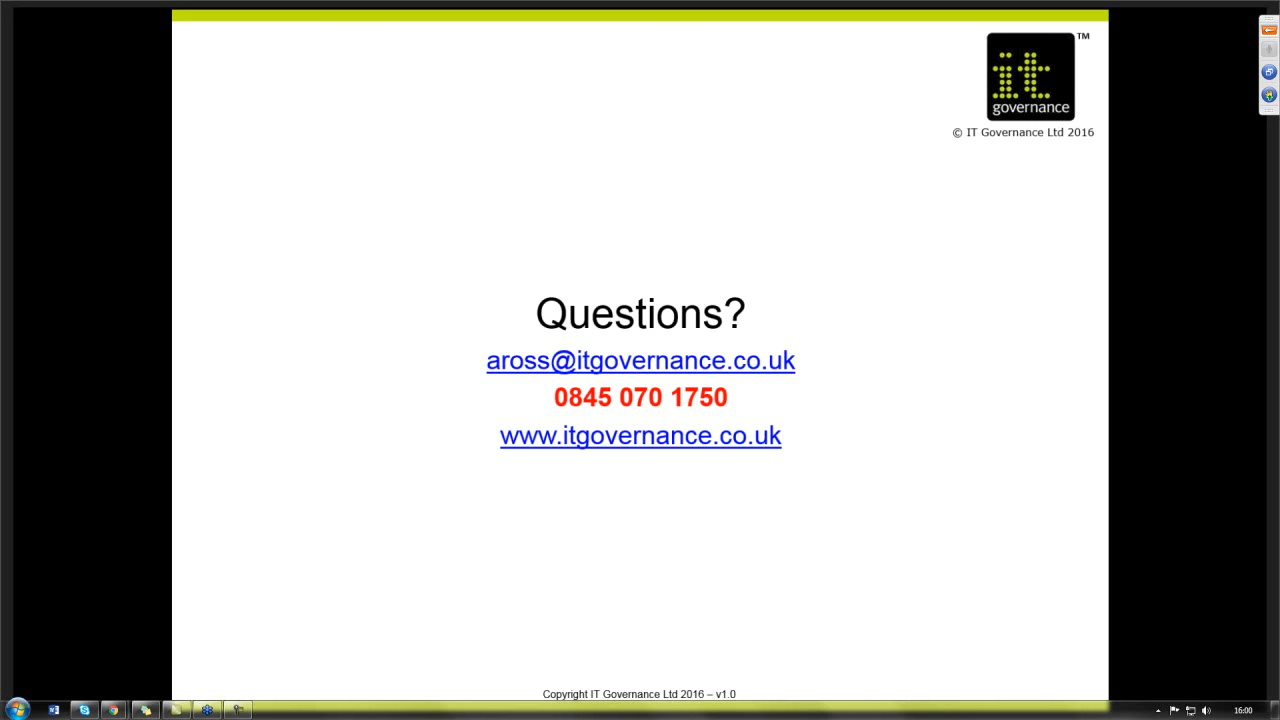 it
governance
TM
© IT Governance Ltd 2016
Questions?
aross@itgovernance.co.uk
0845 070 1750
www.itgovernance.co.uk
Copyright IT Governance Ltd 2016 – v1.0
16:00